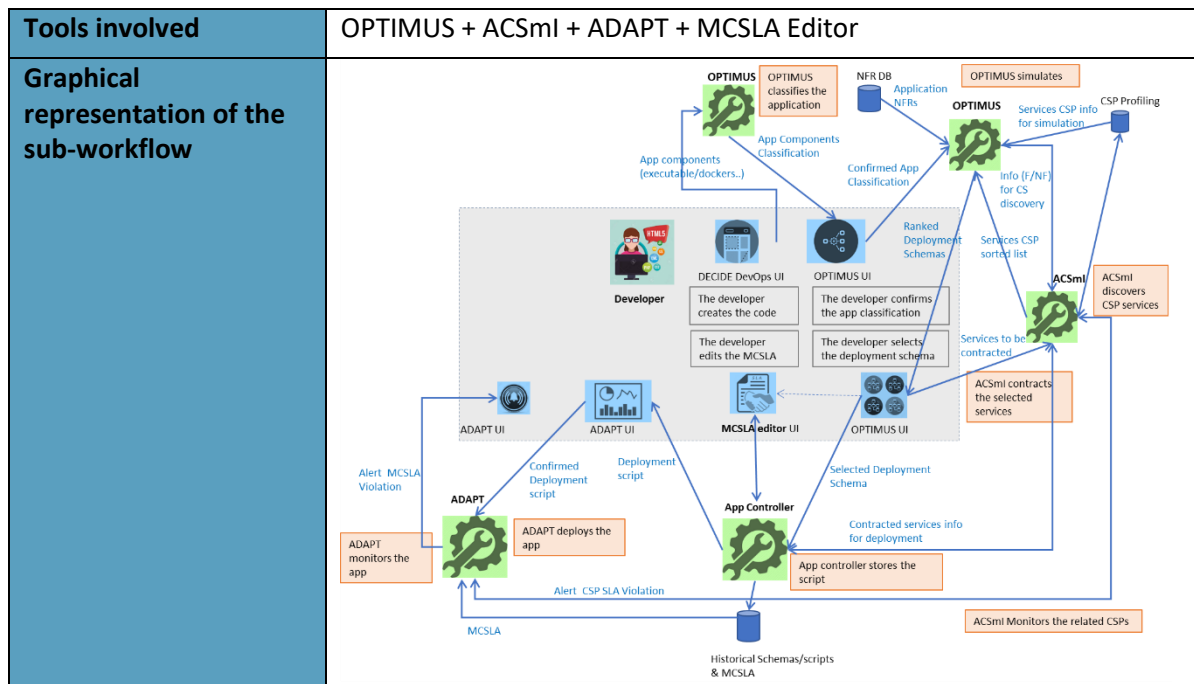 Tools involved
OPTIMUS + ACSmI + ADAPT + MCSLA Editor
Graphical
representation of the
sub-workflow
OPTIMUS
OPTIMUS
classifies the
application
NFR DB
OPTIMUS simulates
Application
NFRs
OPTIMUS
Services CSP info
for simulation
CSP Profiling
App Components
Classification
App components
(executable/dockers..)
Confirmed App
Classification
Info (F/NF)
for CS
discovery
HTML5
Developer
DECIDE DevOps UI
OPTIMUS UI
Ranked
Deployment
Schemas
Services CSP
sorted list
ACSmI
ACSmI
discovers
CSP services
The developer
creates the code
The developer confirms
the app classification
The developer
edits the MCSLA
The developer selects
the deployment schema
Services to be
contracted
ACSmI contracts
the selected
services
ADAPT UI
ADAPT UI
MCSLA editor UI
OPTIMUS UI
Alert MCSLA
Violation
Confirmed
Deployment
script
Deployment
script
Selected Deployment
Schema
ADAPT
App Controller
ADAPT
monitors the
app
ADAPT deploys the
app
Contracted services info
for deployment
App controller stores the
script
Alert CSP SLA Violation
MCSLA
ACSmI Monitors the related CSPs
Historical Schemas/scripts
& MCSLA